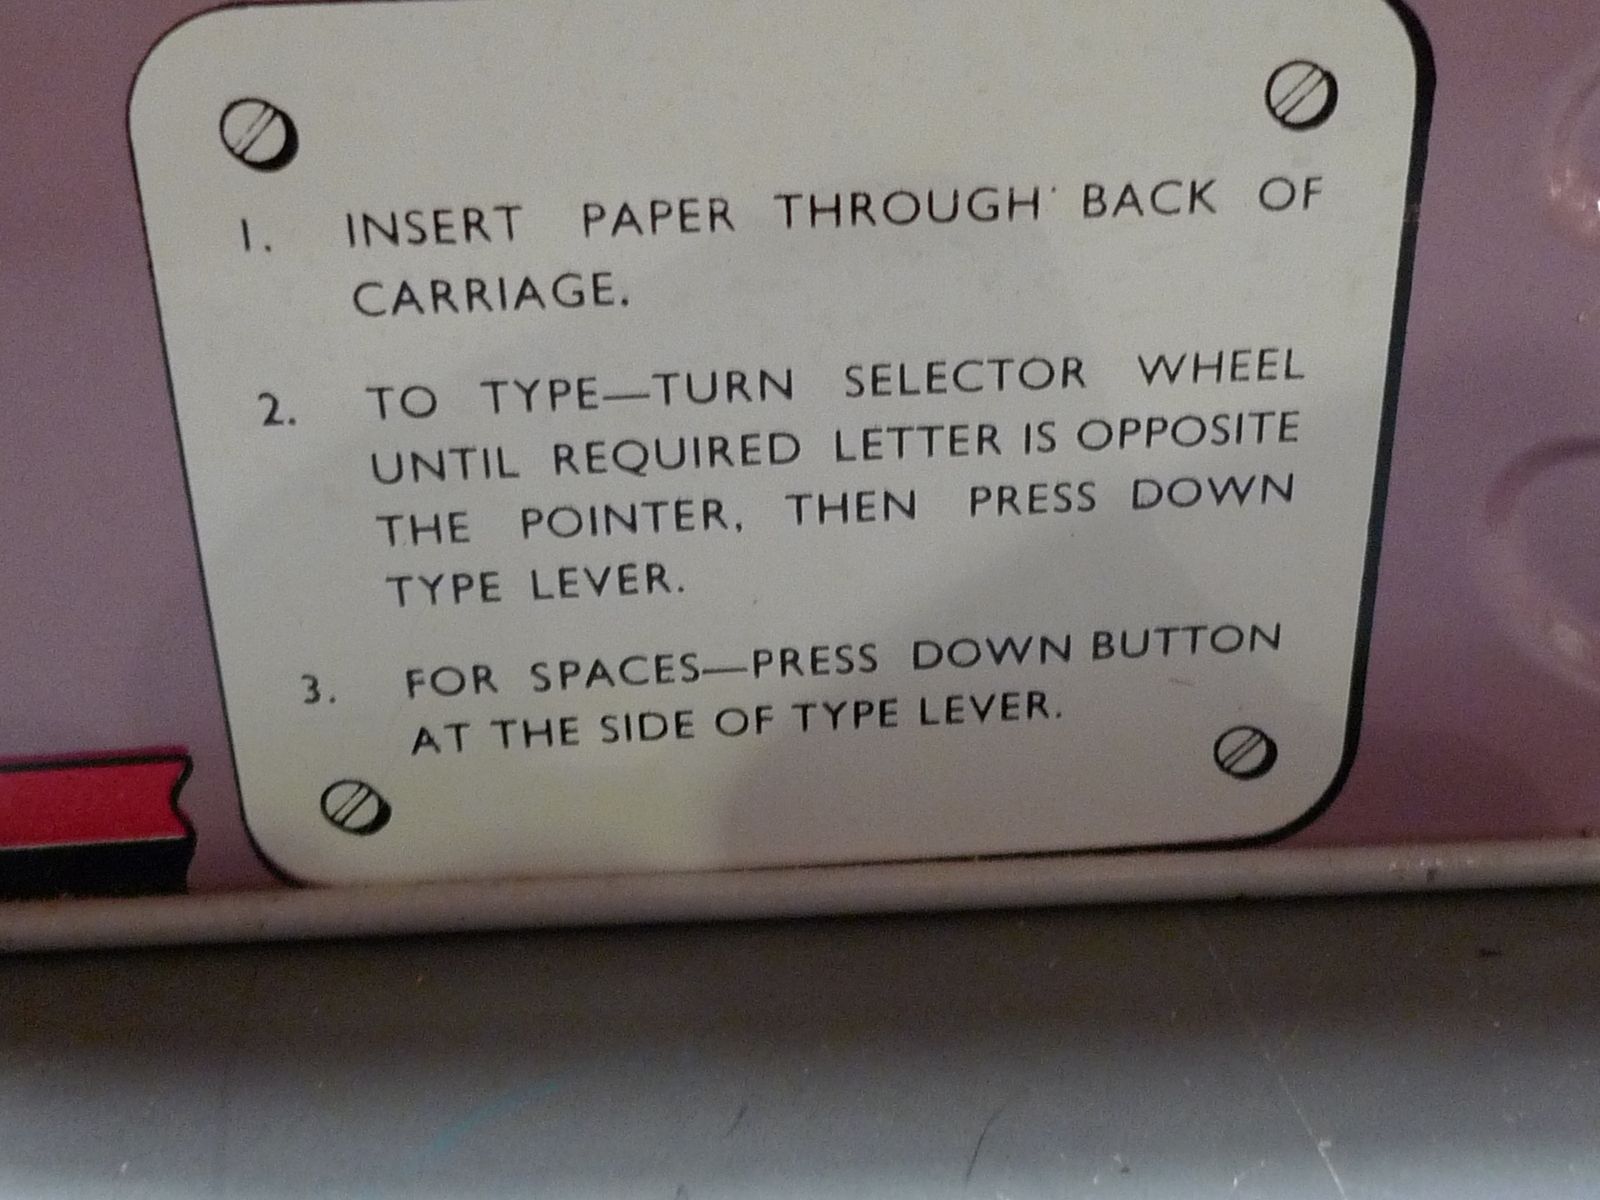 1. INSERT PAPER THROUGH BACK OF
CARRIAGE.
2. TO TYPE—TURN SELECTOR WHEEL
UNTIL REQUIRED LETTER IS OPPOSITE
THE POINTER, THEN PRESS DOWN
TYPE LEVER.
3. FOR SPACES—PRESS DOWN BUTTON
AT THE SIDE OF TYPE LEVER.